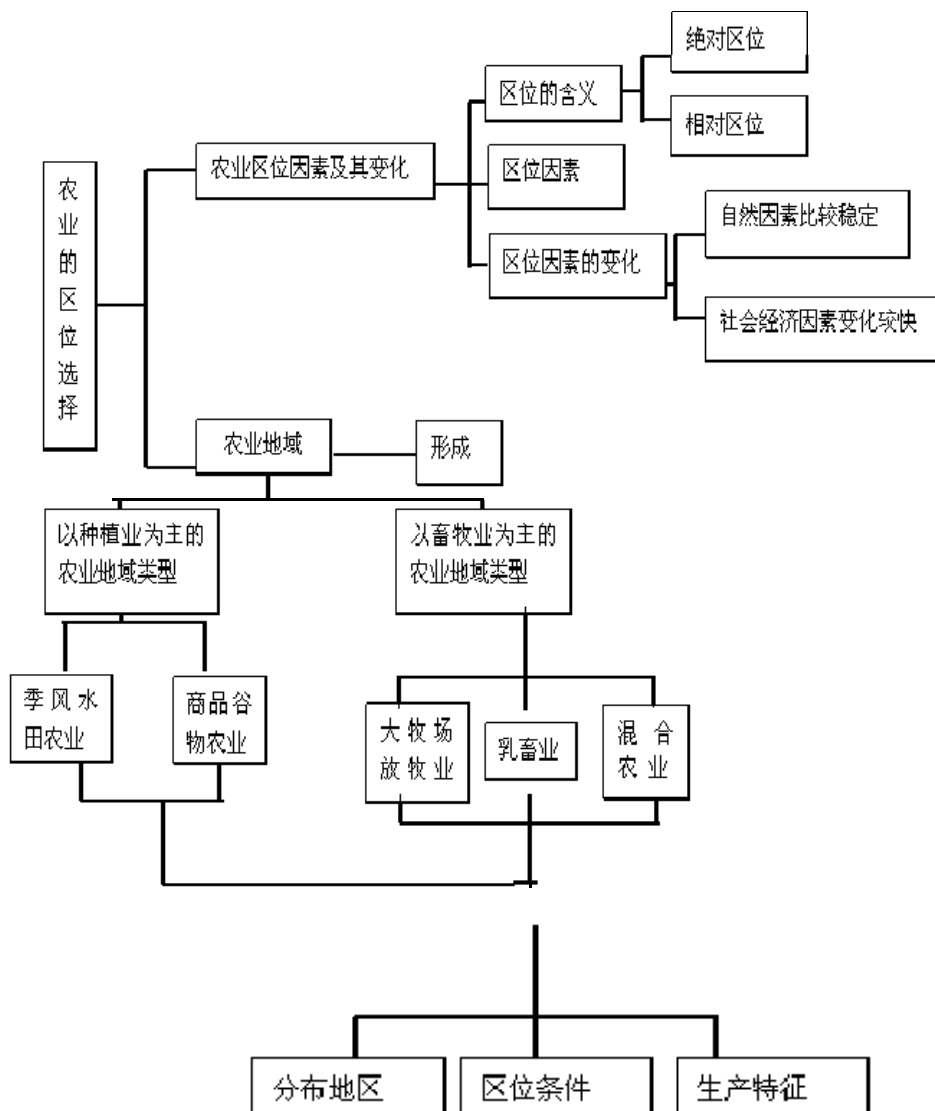 绝对区位
区位的含义
相对区位
农业区位因素及其变化
区位因素
自然因素比较稳定
区位因素的变化
社会经济因素变化较快
农
业
的
区
位
选
择
农业地域
形成
以种植业为主的
农业地域类型
以畜牧业为主的
农业地域类型
季风水
田农业
商品谷
物农业
大牧场
放牧业
乳畜业
混合
农业
分布地区
区位条件
生产特征